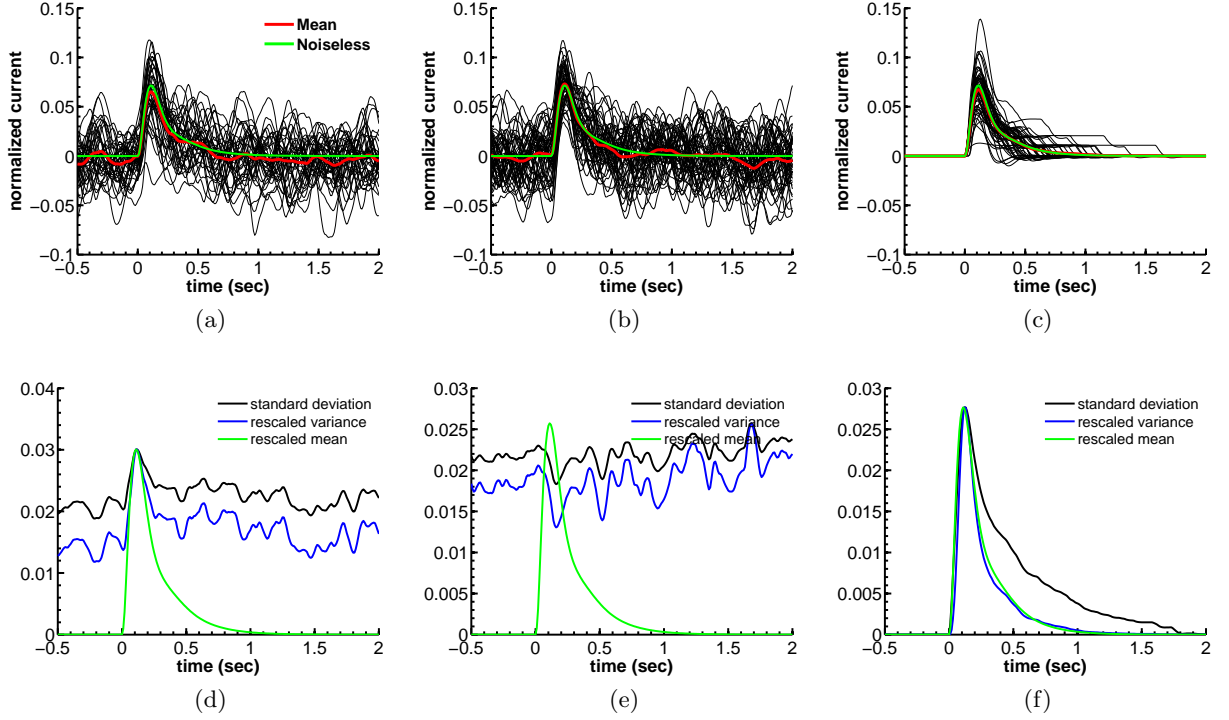 0.15
0.1
0.05
0
−0.05
−0.1
normalized current
Mean
Noiseless
−0.5 0 0.5 1 1.5 2
time (sec)
(a)
0.15
0.1
0.05
0
−0.05
−0.1
normalized current
−0.5 0 0.5 1 1.5 2
time (sec)
(b)
0.15
0.1
0.05
0
−0.05
−0.1
normalized current
−0.5 0 0.5 1 1.5 2
time (sec)
(c)
0.04
0.03
0.02
0.01
0
standard deviation
rescaled variance
rescaled mean
−0.5 0 0.5 1 1.5 2
time (sec)
(d)
0.03
0.025
0.02
0.015
0.01
0.005
0
standard deviation
rescaled variance
rescaled mean
−0.5 0 0.5 1 1.5 2
time (sec)
(e)
0.03
0.025
0.02
0.015
0.01
0.005
0
standard deviation
rescaled variance
rescaled mean
−0.5 0 0.5 1 1.5 2
time (sec)
(f)